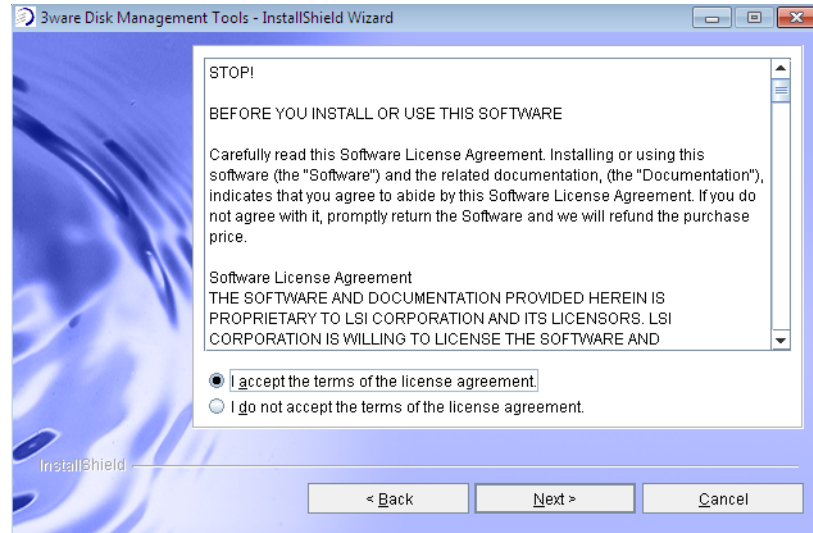 3ware Disk Management Tools - InstallShield Wizard
STOP!
BEFORE YOU INSTALL OR USE THIS SOFTWARE
Carefully read this Software License Agreement. Installing or using this
software (the "Software") and the related documentation, (the "Documentation"),
indicates that you agree to abide by this Software License Agreement. If you do
not agree with it, promptly return the Software and we will refund the purchase
price.
Software License Agreement
THE SOFTWARE AND DOCUMENTATION PROVIDED HEREIN IS
PROPRIETARY TO LSI CORPORATION AND ITS LICENSORS. LSI
CORPORATION IS WILLING TO LICENSE THE SOFTWARE AND
I accept the terms of the license agreement.
I do not accept the terms of the license agreement.
InstallShield
< Back
Next >
Cancel